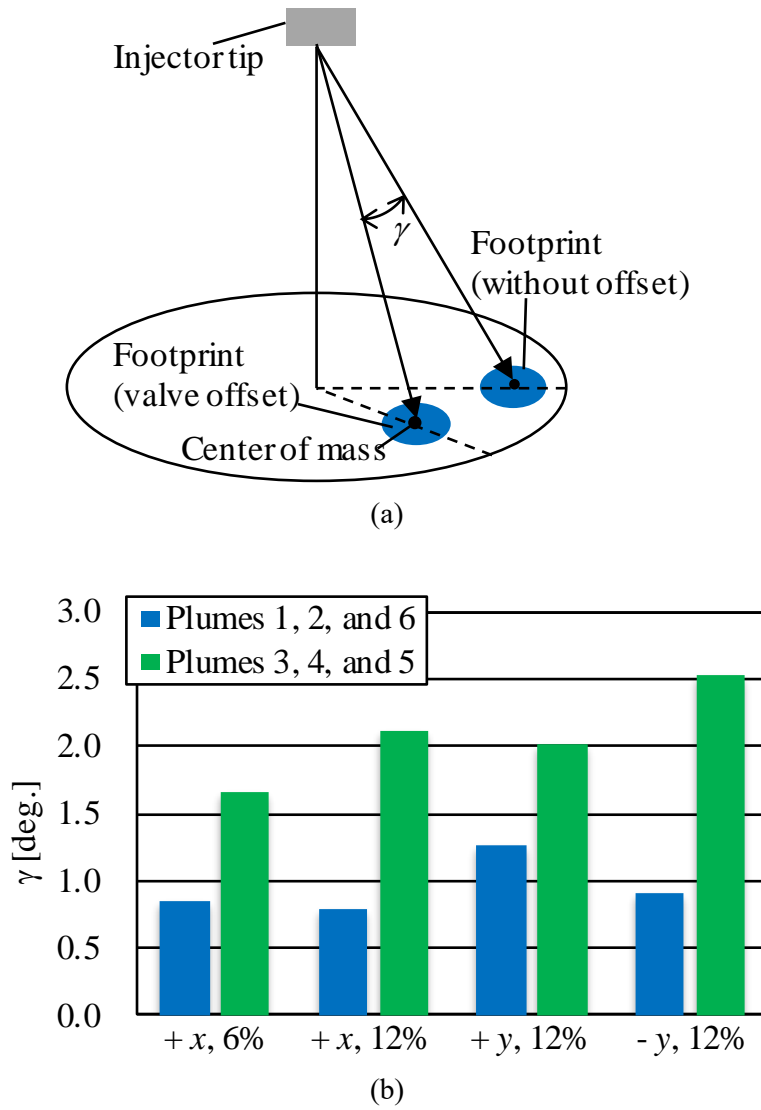 Injector tip
γ
Footprint
(without offset)
Footprint
(valve offset)
Center of mass
(a)
3.0
Plumes 1, 2, and 6
Plumes 3, 4, and 5
2.5
2.0
1.5
1.0
0.5
0.0
γ [deg.]
+ x, 6% + x, 12% + y, 12% - y, 12%
(b)